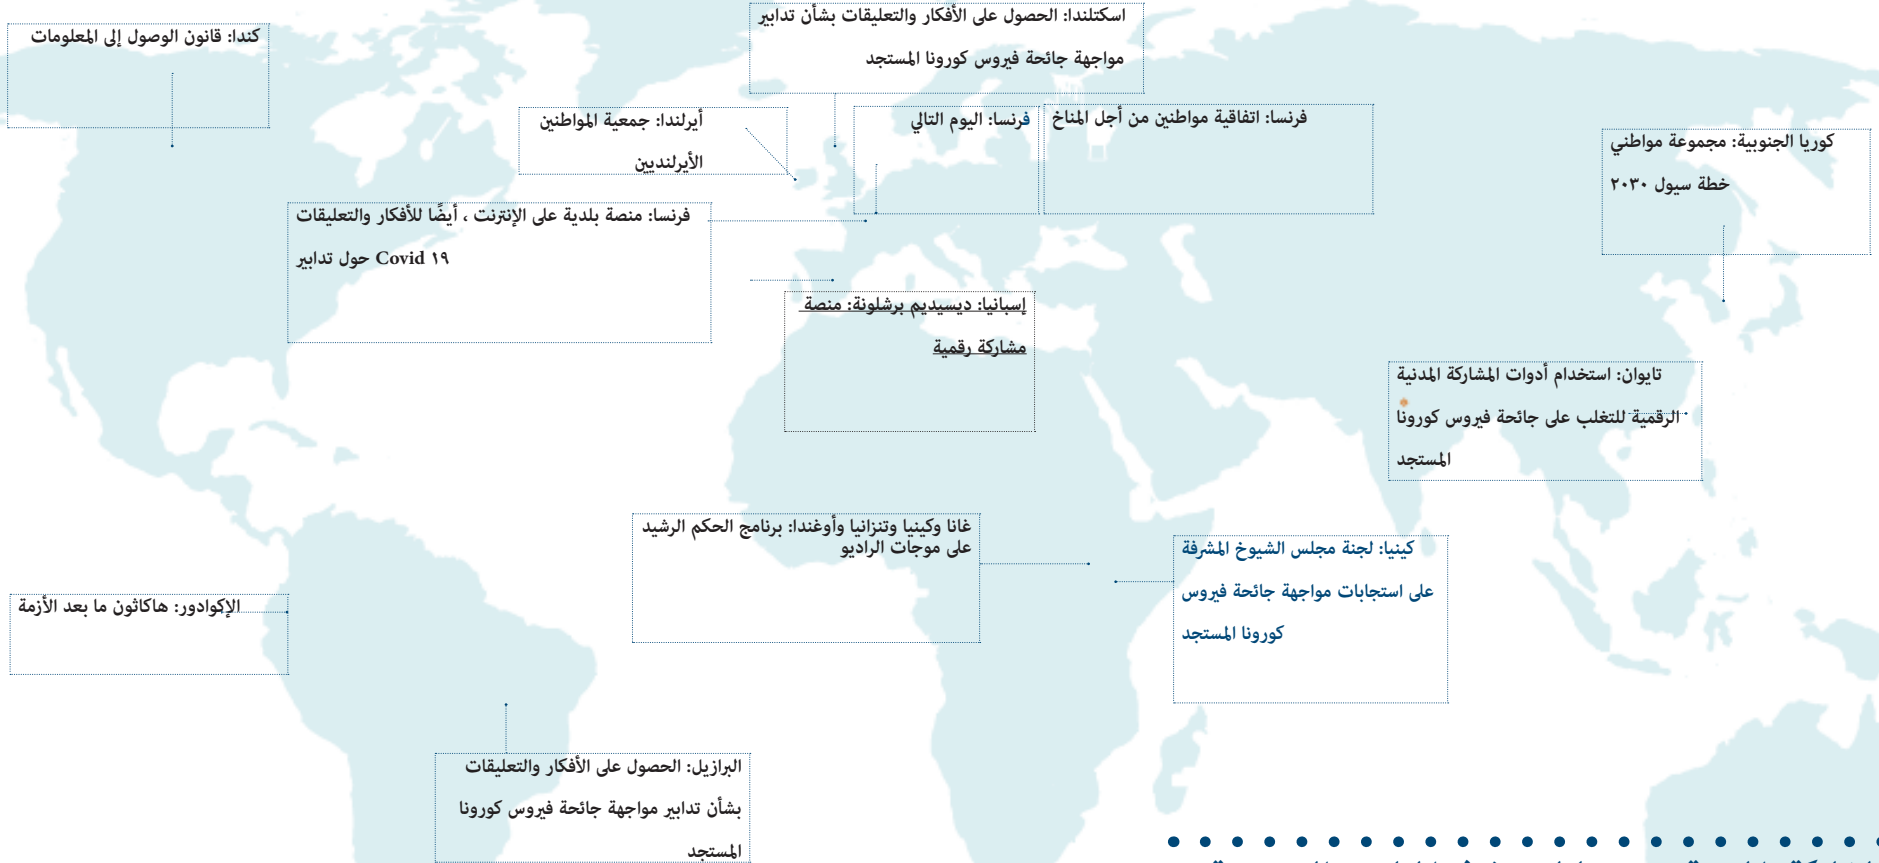 اسكتلندا: الحصول على الأفكار والتعليقات بشأن تدابير
مواجهة جائحة فيروس كورونا المستجد
كندا: قانون الوصول إلى المعلومات
فرنسا: اتفاقية مواطنين من أجل المناخ
فرنسا: اليوم التالي
أيرلندا: جمعية المواطنين
الأيرلنديين
كوريا الجنوبية: مجموعة مواطني
خطة سيول ٢٠٣٠
فرنسا: منصة بلدية على الإنترنت ، أيضًا للأفكار والتعليقات
حول تدابير Covid ١٩
إسبانيا: ديسيديم برشلونة: منصة
مشاركة رقمية
تايوان: استخدام أدوات المشاركة المدنية
الرقمية للتغلب على جائحة فيروس كورونا
المستجد
غانا وكينيا وتنزانيا وأوغندا: برنامج الحكم الرشيد
على موجات الراديو
كينيا: لجنة مجلس الشيوخ المشرفة
على استجابات مواجهة جائحة فيروس
كورونا المستجد
الإكوادور: هاكاثون ما بعد الأزمة
البرازيل: الحصول على الأفكار والتعليقات
بشأن تدابير مواجهة جائحة فيروس كورونا
المستجد